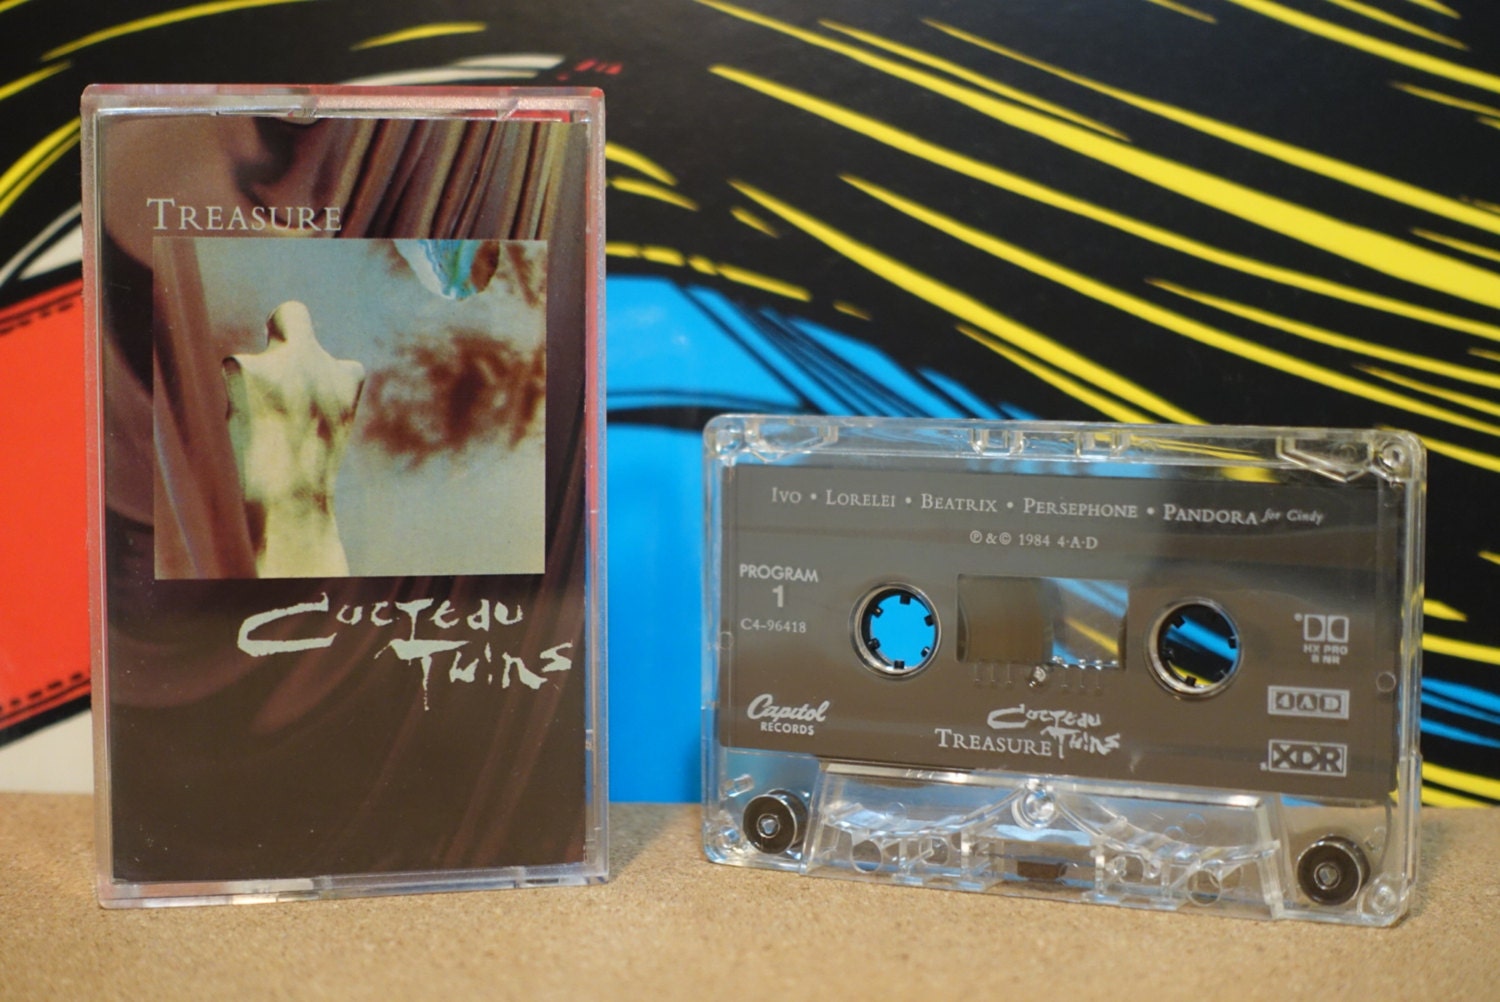 TREASURE
COCTEAU
TWINS
IVO • LORELEI • BEATRIX • PERSEPHONE • PANDORA for Cindy
℗ & © 1984 4·A·D
PROGRAM
1
C4-96418
HX PRO
B NR
Capitol
RECORDS
COCTEAU
TREASURE TWINS
4AD
XDR